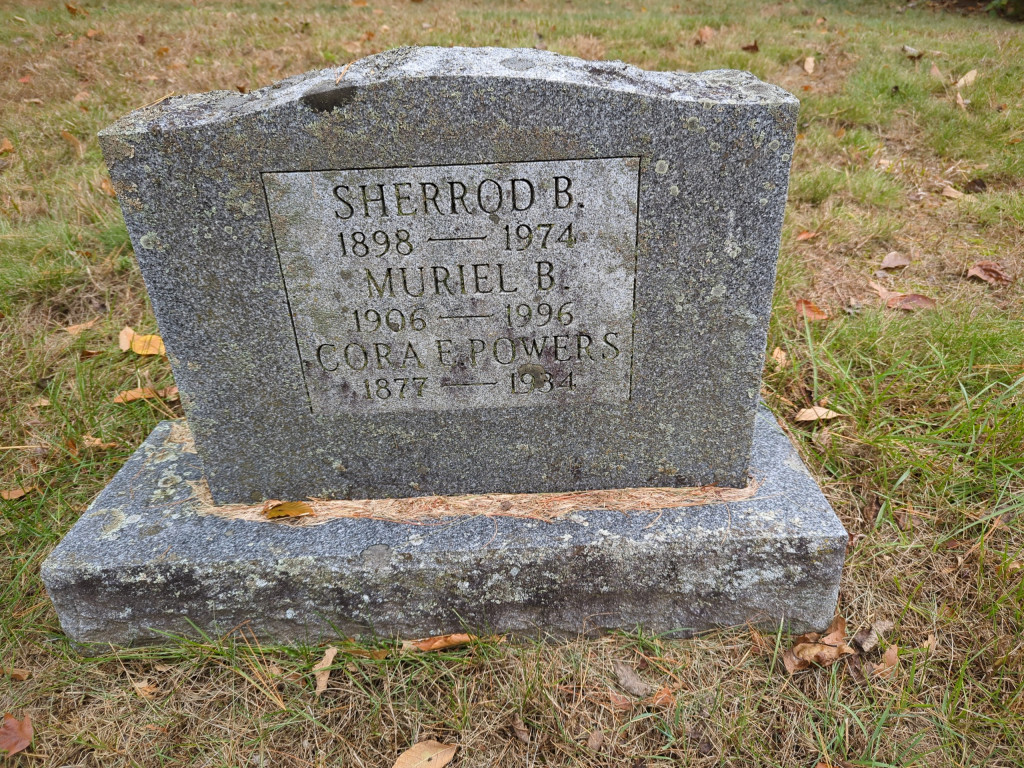 SHERROD B.
1898 — 1974
MURIEL B.
1906 — 1996
CORA E. POWERS
1877 — 1934